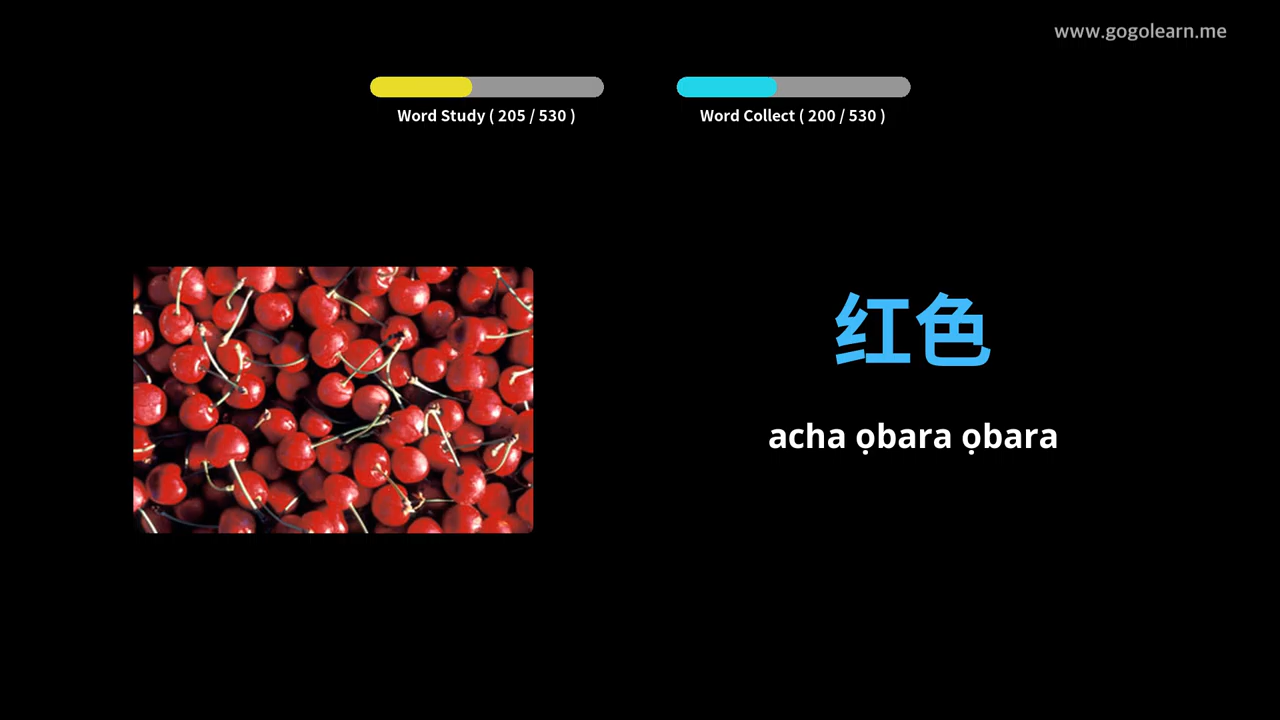 www.gogolearn.me
Word Study ( 205 / 530 )
Word Collect ( 200 / 530 )
红色
acha ọbara ọbara